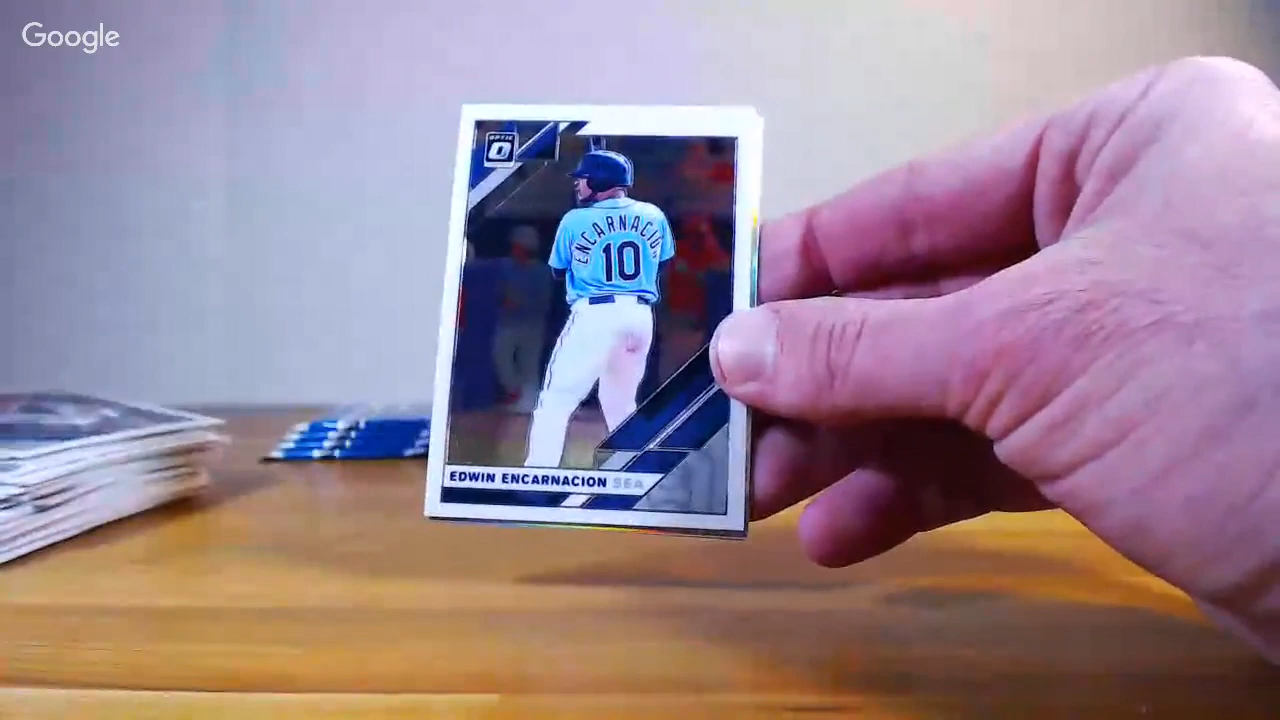 Google
OPTIC
ENCARNACION
10
EDWIN ENCARNACION SEA